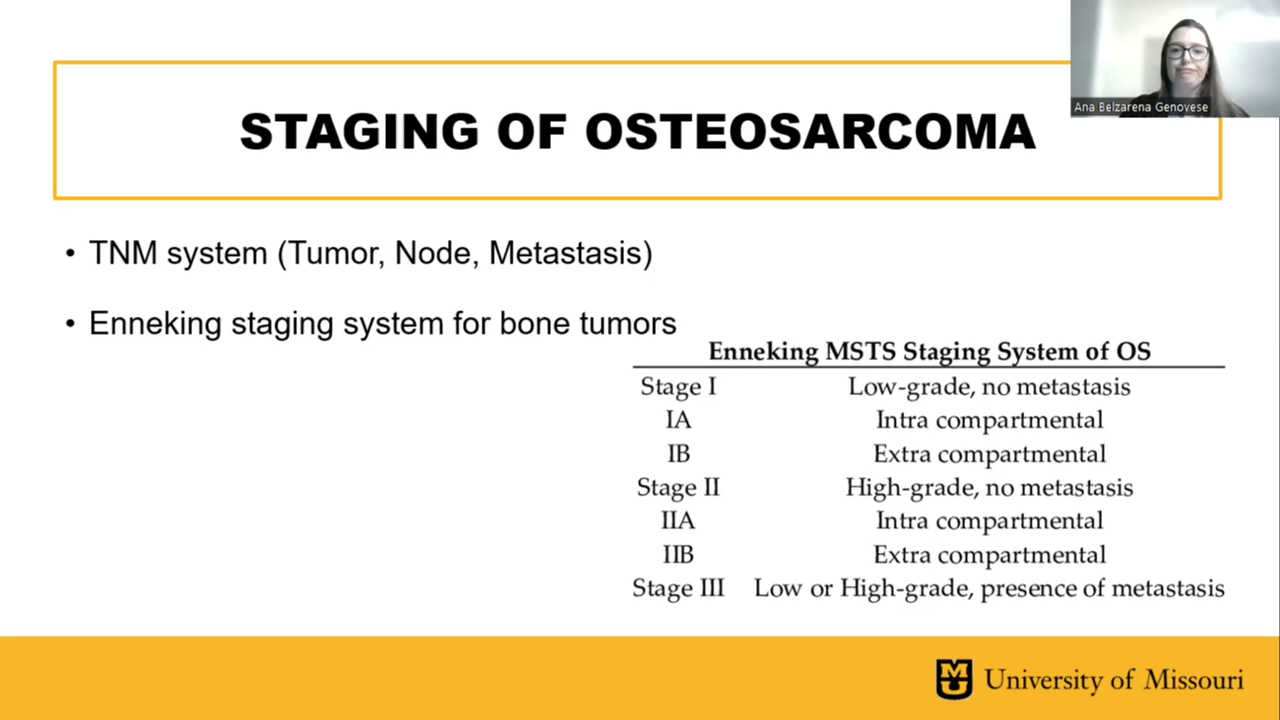 Ana Belzarena Genovese
STAGING OF OSTEOSARCOMA
• TNM system (Tumor, Node, Metastasis)
• Enneking staging system for bone tumors
Enneking MSTS Staging System of OS
Stage I Low-grade, no metastasis
IA Intra compartmental
IB Extra compartmental
Stage II High-grade, no metastasis
IIA Intra compartmental
IIB Extra compartmental
Stage III Low or High-grade, presence of metastasis
MU University of Missouri